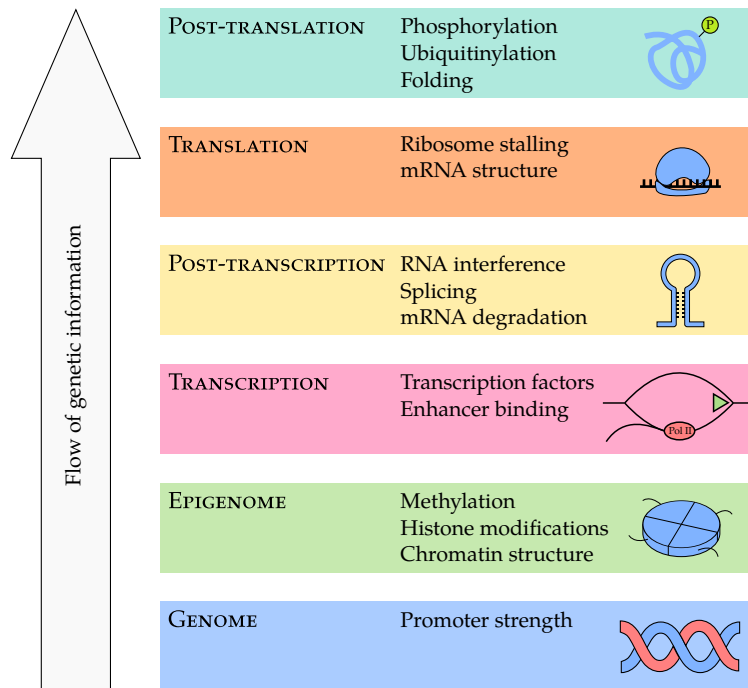 Flow of genetic information
Post-translation
Phosphorylation
Ubiquitinylation
Folding
P
Translation
Ribosome stalling
mRNA structure
Post-transcription
RNA interference
Splicing
mRNA degradation
Transcription
Transcription factors
Enhancer binding
Pol II
Epigenome
Methylation
Histone modifications
Chromatin structure
Genome
Promoter strength